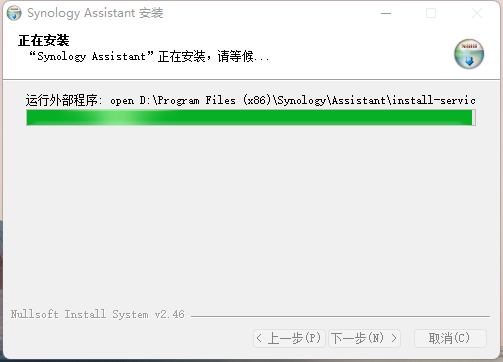 Synology Assistant 安装
正在安装
“Synology Assistant”正在安装，请等候...
运行外部程序: open D:\Program Files (x86)\Synology\Assistant\install-servic
Nullsoft Install System v2.46
< 上一步(P) 下一步(N) > 取消(C)